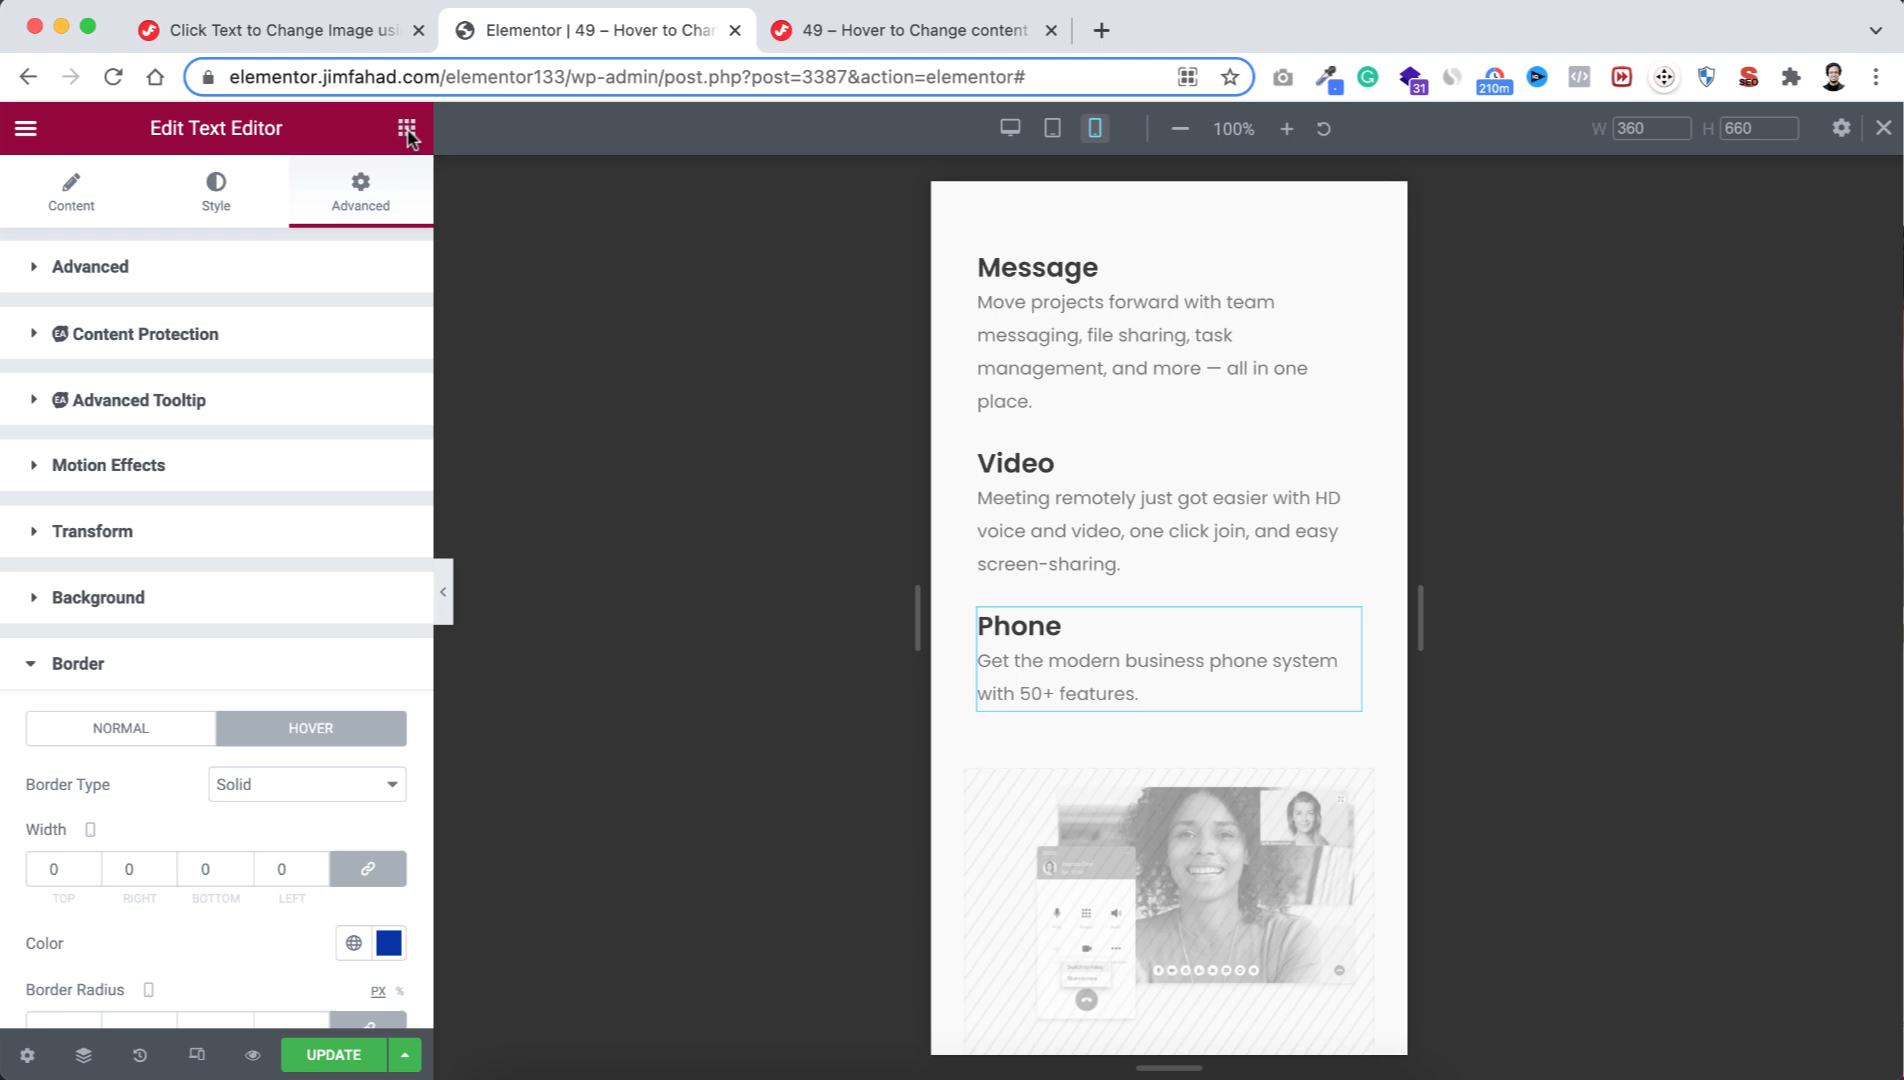 Click Text to Change Image usi
Elementor | 49 – Hover to Chan
49 – Hover to Change content
elementor.jimfahad.com/elementor133/wp-admin/post.php?post=3387&action=elementor#
31
210m
SEO
Edit Text Editor
100%
W 360
H 660
Content
Style
Advanced
Advanced
EA Content Protection
EA Advanced Tooltip
Motion Effects
Transform
Background
Border
NORMAL
HOVER
Border Type
Solid
Width
0 0 0 0
TOP RIGHT BOTTOM LEFT
Color
Border Radius
PX %
UPDATE
Message
Move projects forward with team
messaging, file sharing, task
management, and more — all in one
place.
Video
Meeting remotely just got easier with HD
voice and video, one click join, and easy
screen-sharing.
Phone
Get the modern business phone system
with 50+ features.